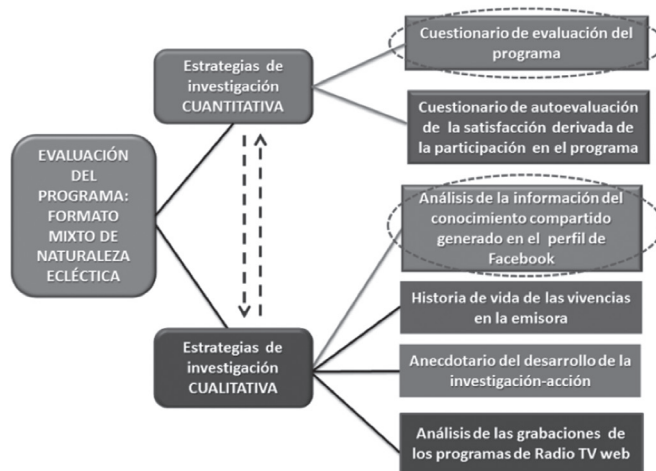 EVALUACIÓN
DEL
PROGRAMA:
FORMATO
MIXTO DE
NATURALEZA
ECLÉCTICA
Estrategias de
investigación
CUANTITATIVA
Cuestionario de evaluación del
programa
Cuestionario de autoevaluación
de la satisfacción derivada de
la participación en el programa
Estrategias de
investigación
CUALITATIVA
Análisis de la información del
conocimiento compartido
generado en el perfil de
Facebook
Historia de vida de las vivencias
en la emisora
Anecdotario del desarrollo de la
investigación-acción
Análisis de las grabaciones de
los programas de Radio TV web